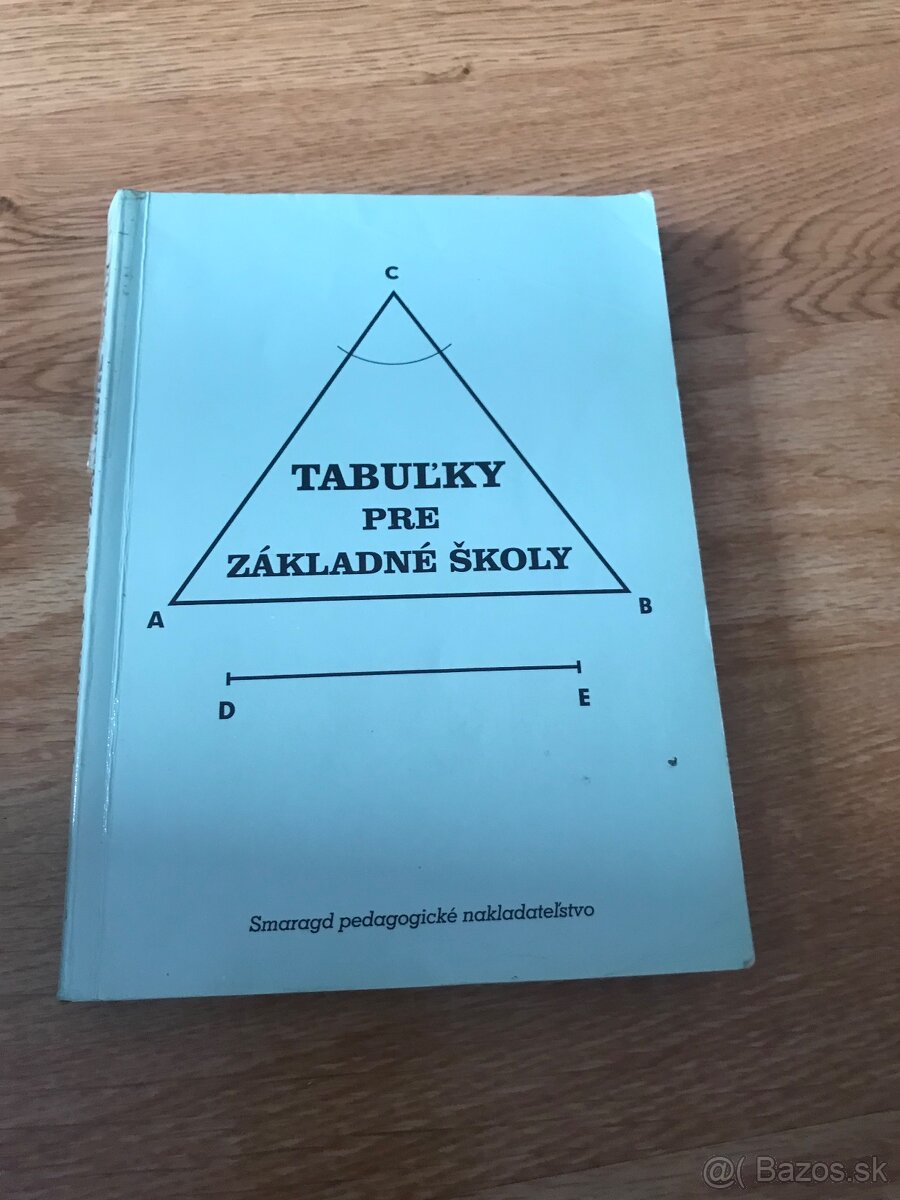 C
TABUĽKY
PRE
ZÁKLADNÉ ŠKOLY
A
B
D
E
Smaragd pedagogické nakladateľstvo
@( Bazos.sk